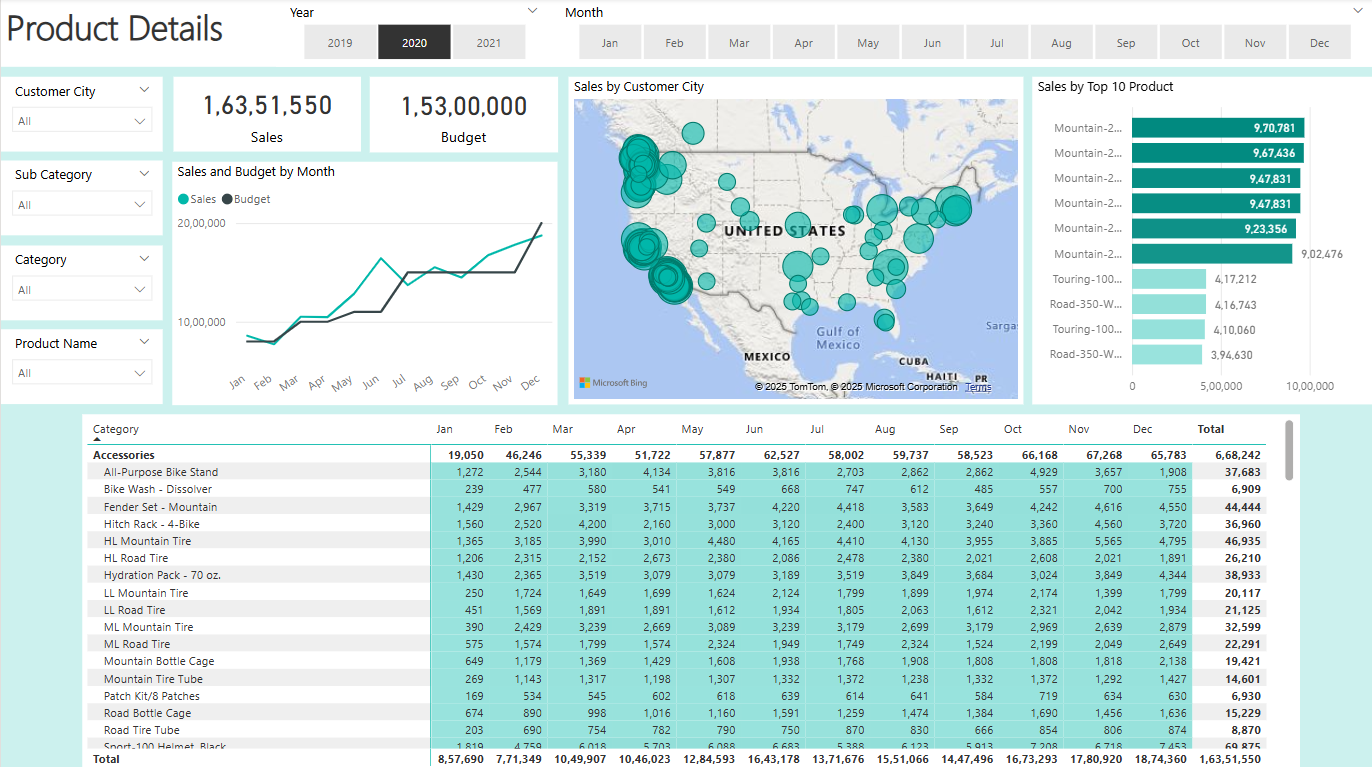 Product Details
Year
2019 2020 2021
Month
Jan Feb Mar Apr May Jun Jul Aug Sep Oct Nov Dec
Customer City
All
Sub Category
All
Category
All
Product Name
All
1,63,51,550
Sales
1,53,00,000
Budget
Sales and Budget by Month
Sales Budget
20,00,000
10,00,000
Jan Feb Mar Apr May Jun Jul Aug Sep Oct Nov Dec
Sales by Customer City
UNITED STATES
Gulf of
Mexico
Sargas
MEXICO
CUBA
HAITI
PR
Microsoft Bing
© 2025 TomTom, © 2025 Microsoft Corporation Terms
Sales by Top 10 Product
Mountain-2... 9,70,781
Mountain-2... 9,67,436
Mountain-2... 9,47,831
Mountain-2... 9,47,831
Mountain-2... 9,23,356
Mountain-2... 9,02,476
Touring-100... 4,17,212
Road-350-W... 4,16,743
Touring-100... 4,10,060
Road-350-W... 3,94,630
0 5,00,000 10,00,000
Category Jan Feb Mar Apr May Jun Jul Aug Sep Oct Nov Dec Total
Accessories 19,050 46,246 55,339 51,722 57,877 62,527 58,002 59,737 58,523 66,168 67,268 65,783 6,68,242
All-Purpose Bike Stand 1,272 2,544 3,180 4,134 3,816 3,816 2,703 2,862 2,862 4,929 3,657 1,908 37,683
Bike Wash - Dissolver 239 477 580 541 549 668 747 612 485 557 700 755 6,909
Fender Set - Mountain 1,429 2,967 3,319 3,715 3,737 4,220 4,418 3,583 3,649 4,242 4,616 4,550 44,444
Hitch Rack - 4-Bike 1,560 2,520 4,200 2,160 3,000 3,120 2,400 3,120 3,240 3,360 4,560 3,720 36,960
HL Mountain Tire 1,365 3,185 3,990 3,010 4,480 4,165 4,410 4,130 3,955 3,885 5,565 4,795 46,935
HL Road Tire 1,206 2,315 2,152 2,673 2,380 2,086 2,478 2,380 2,021 2,608 2,021 1,891 26,210
Hydration Pack - 70 oz. 1,430 2,365 3,519 3,079 3,079 3,189 3,519 3,849 3,684 3,024 3,849 4,344 38,933
LL Mountain Tire 250 1,724 1,649 1,699 1,624 2,124 1,799 1,899 1,974 2,174 1,399 1,799 20,117
LL Road Tire 451 1,569 1,891 1,891 1,612 1,934 1,805 2,063 1,612 2,321 2,042 1,934 21,125
ML Mountain Tire 390 2,429 3,239 2,669 3,089 3,239 3,179 2,699 3,179 2,969 2,639 2,879 32,599
ML Road Tire 575 1,574 1,799 1,574 2,324 1,949 1,749 2,324 1,524 2,199 2,049 2,649 22,291
Mountain Bottle Cage 649 1,179 1,369 1,429 1,608 1,938 1,768 1,908 1,808 1,808 1,818 2,138 19,421
Mountain Tire Tube 269 1,143 1,317 1,198 1,307 1,332 1,372 1,238 1,332 1,372 1,292 1,427 14,601
Patch Kit/8 Patches 169 534 545 602 618 639 614 641 584 719 634 630 6,930
Road Bottle Cage 674 890 998 1,016 1,160 1,591 1,259 1,474 1,384 1,690 1,456 1,636 15,229
Road Tire Tube 203 690 754 782 790 750 870 830 666 854 806 874 8,870
Sport-100 Helmet, Black 1,819 4,759 6,018 5,703 6,088 6,683 5,388 6,123 5,913 7,208 6,718 7,453 69,875
Total 8,57,690 7,71,349 10,49,907 10,46,023 12,84,593 16,43,178 13,71,676 15,51,066 14,47,496 16,73,293 17,80,920 18,74,360 1,63,51,550